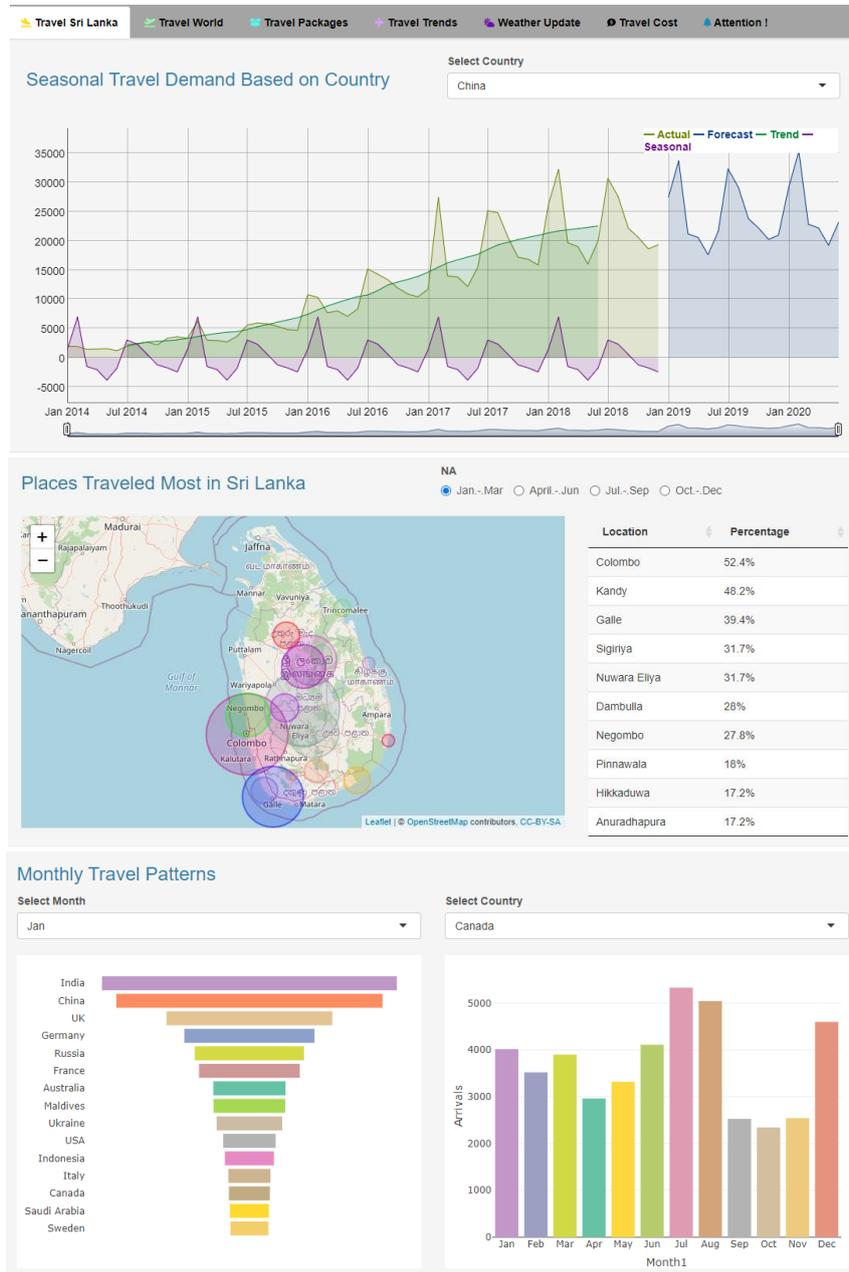 Travel Sri Lanka Travel World Travel Packages Travel Trends Weather Update Travel Cost Attention !
Seasonal Travel Demand Based on Country
Select Country
China
Actual Forecast Trend
Seasonal
35000
30000
25000
20000
15000
10000
5000
0
-5000
Jan 2014 Jul 2014 Jan 2015 Jul 2015 Jan 2016 Jul 2016 Jan 2017 Jul 2017 Jan 2018 Jul 2018 Jan 2019 Jul 2019 Jan 2020
Places Traveled Most in Sri Lanka
NA
Jan.-.Mar April.-.Jun Jul.-.Sep Oct.-.Dec
+
−
Madurai
Rajapalaiyam
Thoothukudi
ananthapuram
Nagercoil
Jaffna
வட மாகாணம்
Mannar
Vavuniya
Trincomalee
Puttalam
Gulf of
Mannar
Wariyapola
Negombo
Nuwara
Eliya
Ampara
Colombo
Kalutara
Rathnapura
Galle
Matara
Leaflet | © OpenStreetMap contributors, CC-BY-SA
Location Percentage
Colombo 52.4%
Kandy 48.2%
Galle 39.4%
Sigiriya 31.7%
Nuwara Eliya 31.7%
Dambulla 28%
Negombo 27.8%
Pinnawala 18%
Hikkaduwa 17.2%
Anuradhapura 17.2%
Monthly Travel Patterns
Select Month
Jan
Select Country
Canada
India
China
UK
Germany
Russia
France
Australia
Maldives
Ukraine
USA
Indonesia
Italy
Canada
Saudi Arabia
Sweden
5000
4000
3000
2000
1000
0
Arrivals
Jan Feb Mar Apr May Jun Jul Aug Sep Oct Nov Dec
Month1